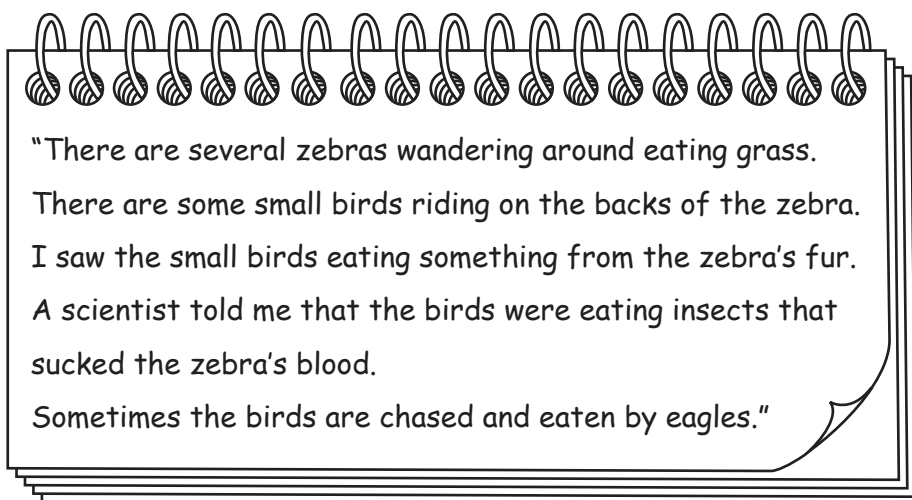 “There are several zebras wandering around eating grass.
There are some small birds riding on the backs of the zebra.
I saw the small birds eating something from the zebra’s fur.
A scientist told me that the birds were eating insects that
sucked the zebra’s blood.
Sometimes the birds are chased and eaten by eagles.”